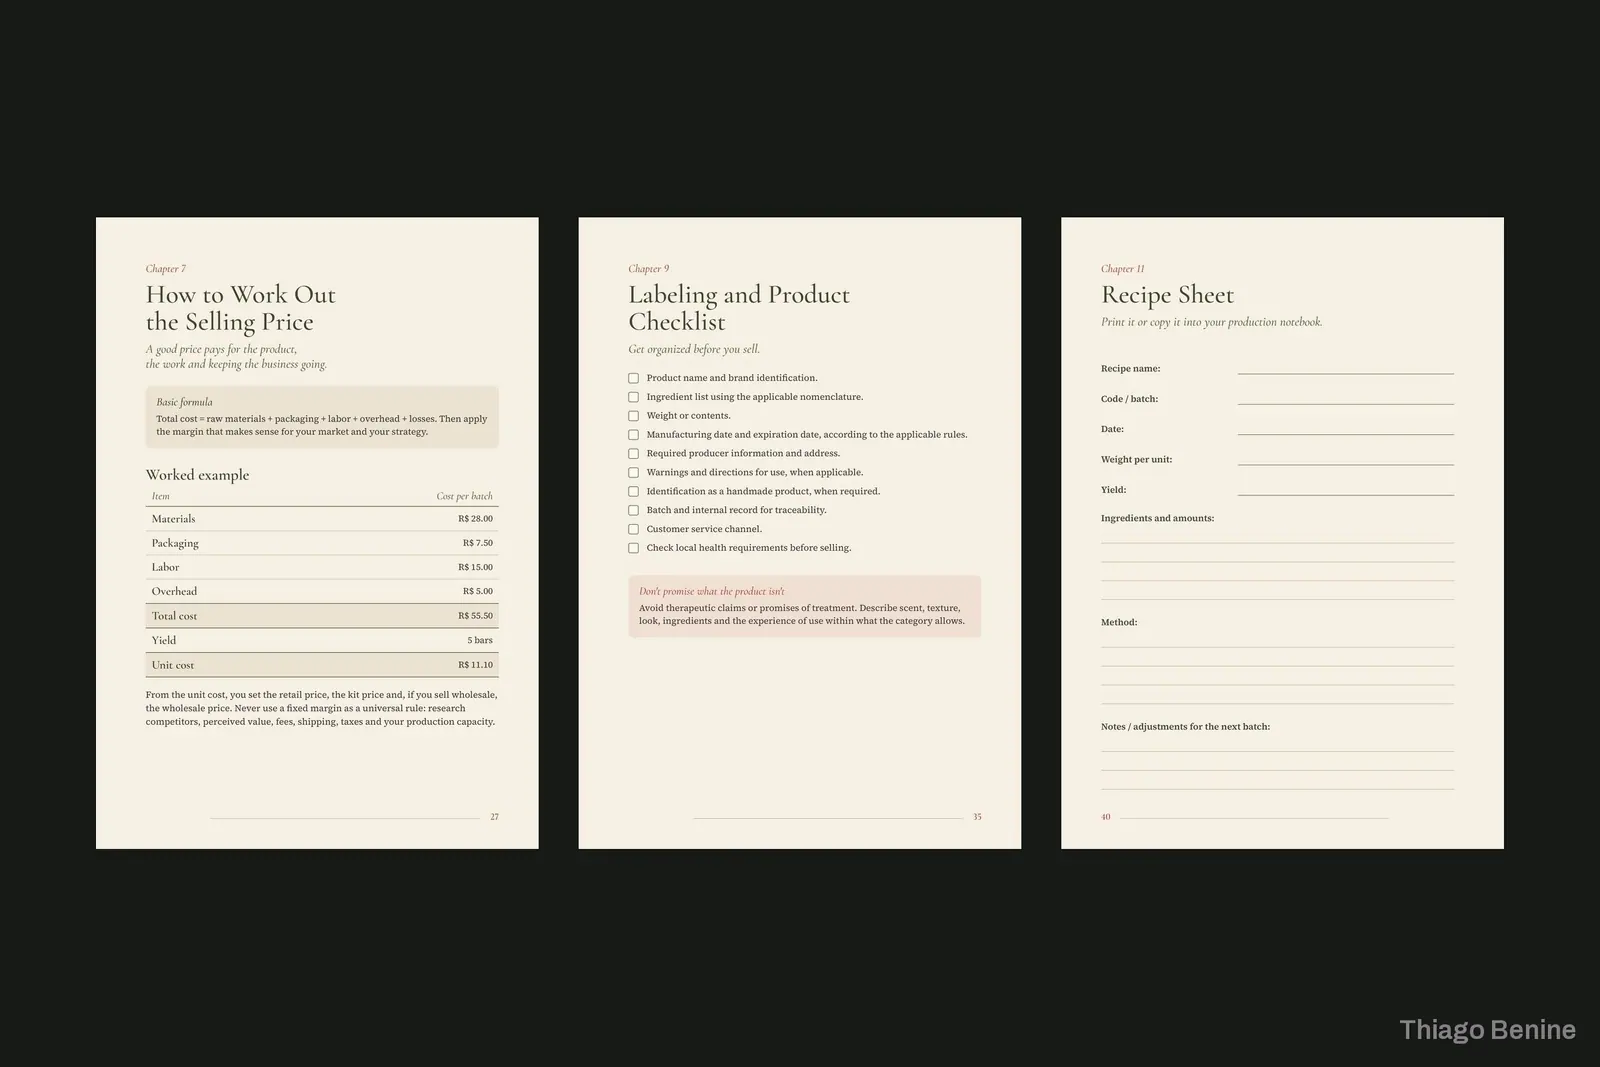 Chapter 7
How to Work Out
the Selling Price
A good price pays for the product,
the work and keeping the business going.
Basic formula
Total cost = raw materials + packaging + labor + overhead + losses. Then apply
the margin that makes sense for your market and your strategy.
Worked example
Item Cost per batch
Materials R$ 28.00
Packaging R$ 7.50
Labor R$ 15.00
Overhead R$ 5.00
Total cost R$ 55.50
Yield 5 bars
Unit cost R$ 11.10
From the unit cost, you set the retail price, the kit price and, if you sell wholesale,
the wholesale price. Never use a fixed margin as a universal rule: research
competitors, perceived value, fees, shipping, taxes and your production capacity.
27
Chapter 9
Labeling and Product
Checklist
Get organized before you sell.
Product name and brand identification.
Ingredient list using the applicable nomenclature.
Weight or contents.
Manufacturing date and expiration date, according to the applicable rules.
Required producer information and address.
Warnings and directions for use, when applicable.
Identification as a handmade product, when required.
Batch and internal record for traceability.
Customer service channel.
Check local health requirements before selling.
Don't promise what the product isn't
Avoid therapeutic claims or promises of treatment. Describe scent, texture,
look, ingredients and the experience of use within what the category allows.
35
Chapter 11
Recipe Sheet
Print it or copy it into your production notebook.
Recipe name:
Code / batch:
Date:
Weight per unit:
Yield:
Ingredients and amounts:
Method:
Notes / adjustments for the next batch:
40
Thiago Benine